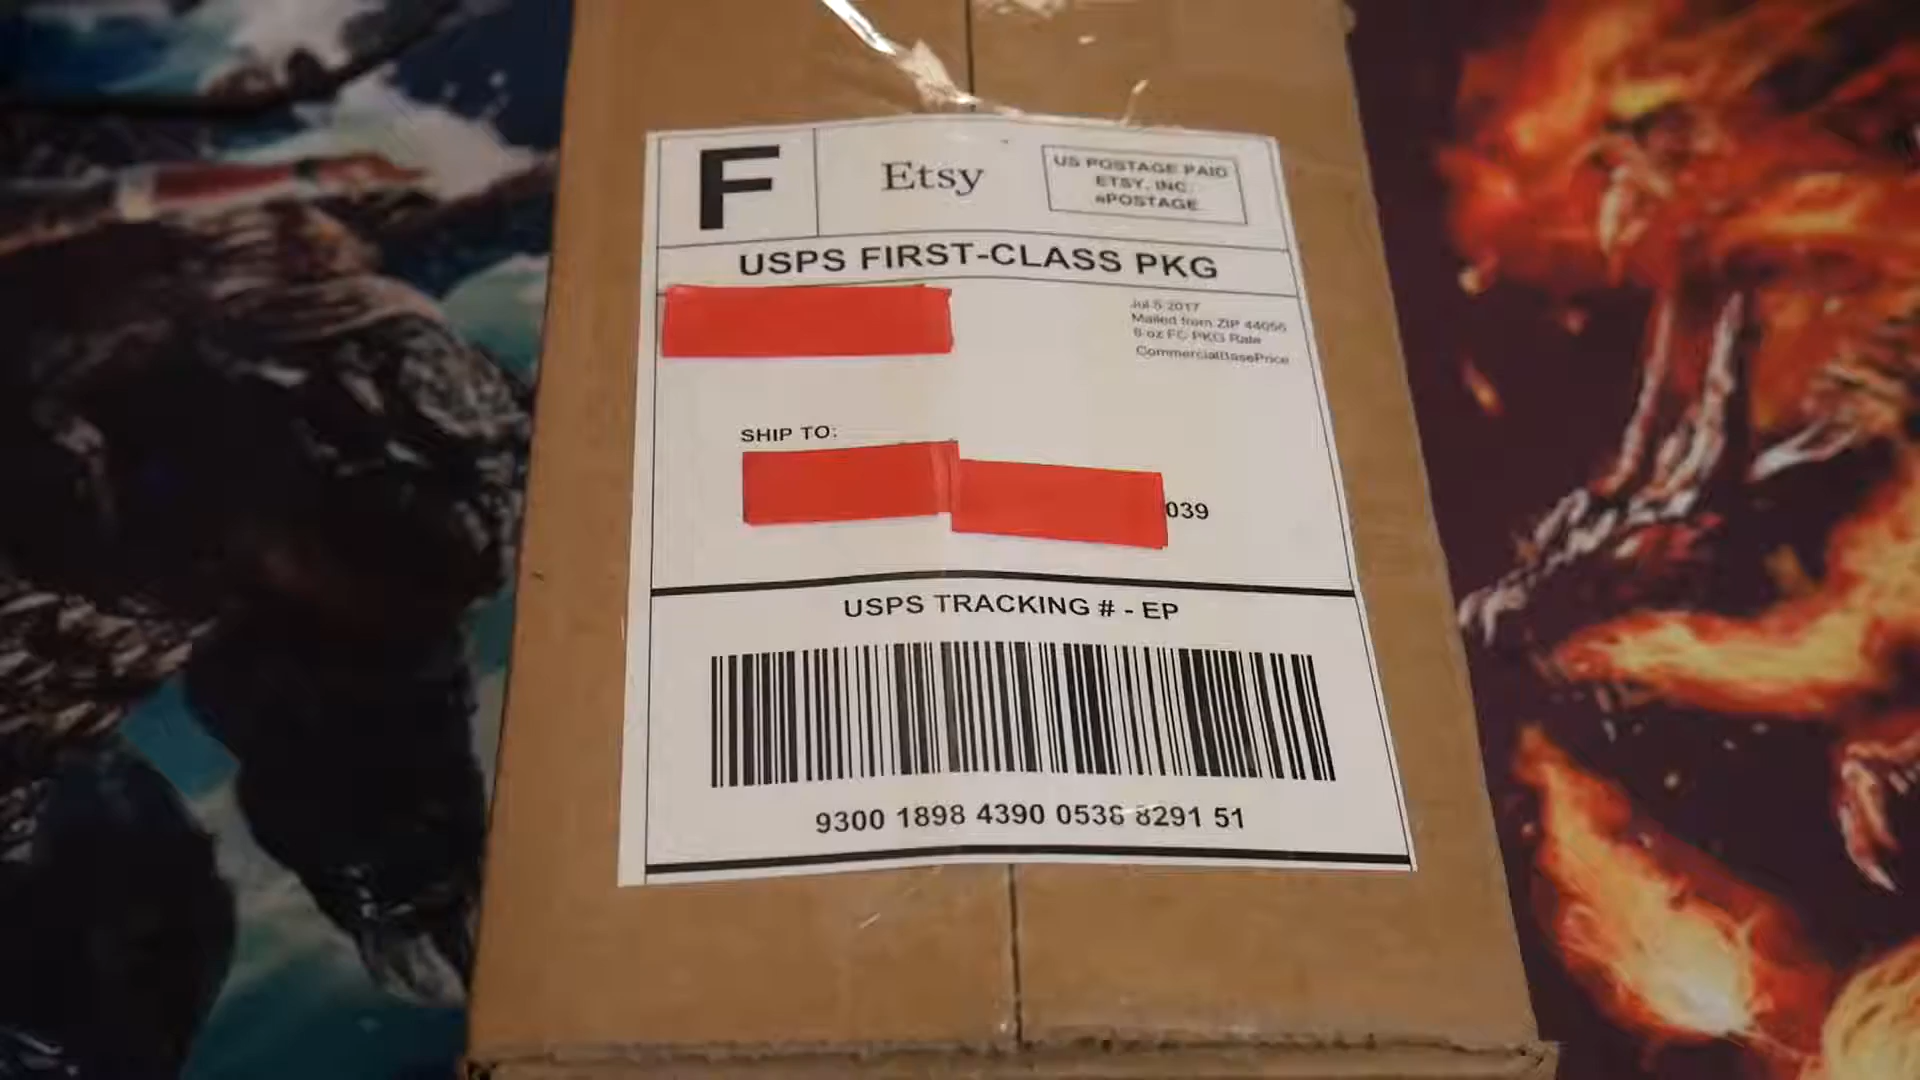 F
Etsy
US POSTAGE PAID
ETSY, INC.
ePOSTAGE
USPS FIRST-CLASS PKG
Jul 5 2017
Mailed from ZIP 44056
6 oz FC PKG Rate
CommercialBasePrice
SHIP TO:
039
USPS TRACKING # - EP
9300 1898 4390 0538 8291 51